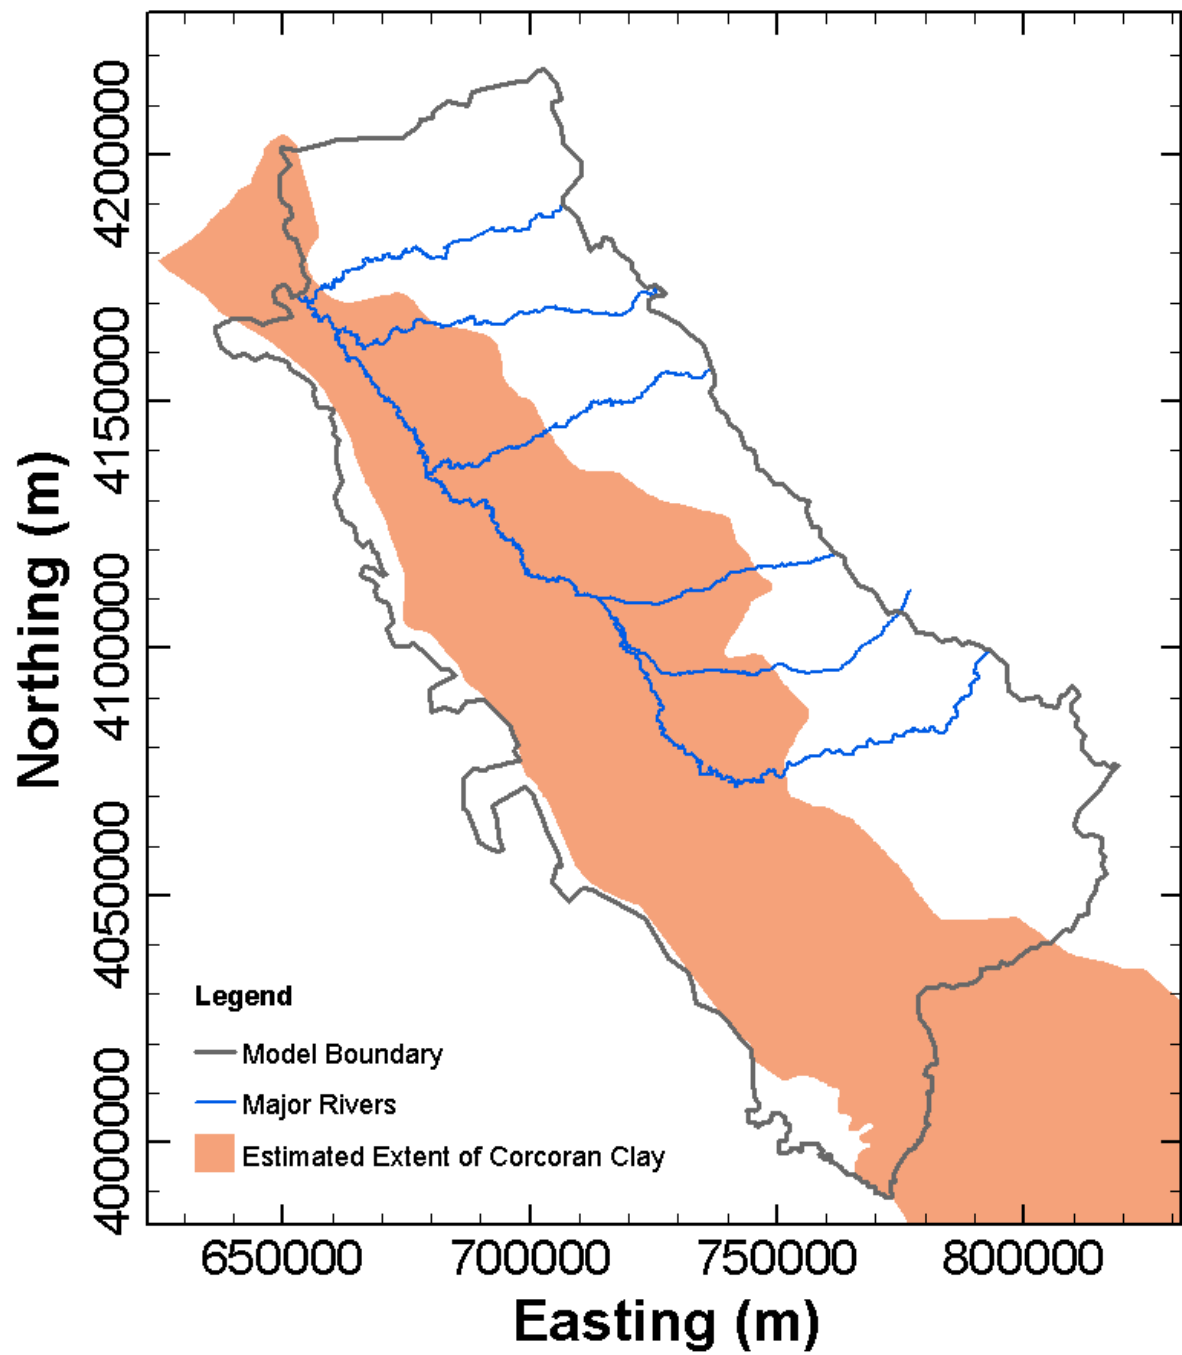 4200000
4150000
4100000
4050000
4000000
Northing (m)
Legend
Model Boundary
Major Rivers
Estimated Extent of Corcoran Clay
650000
700000
750000
800000
Easting (m)